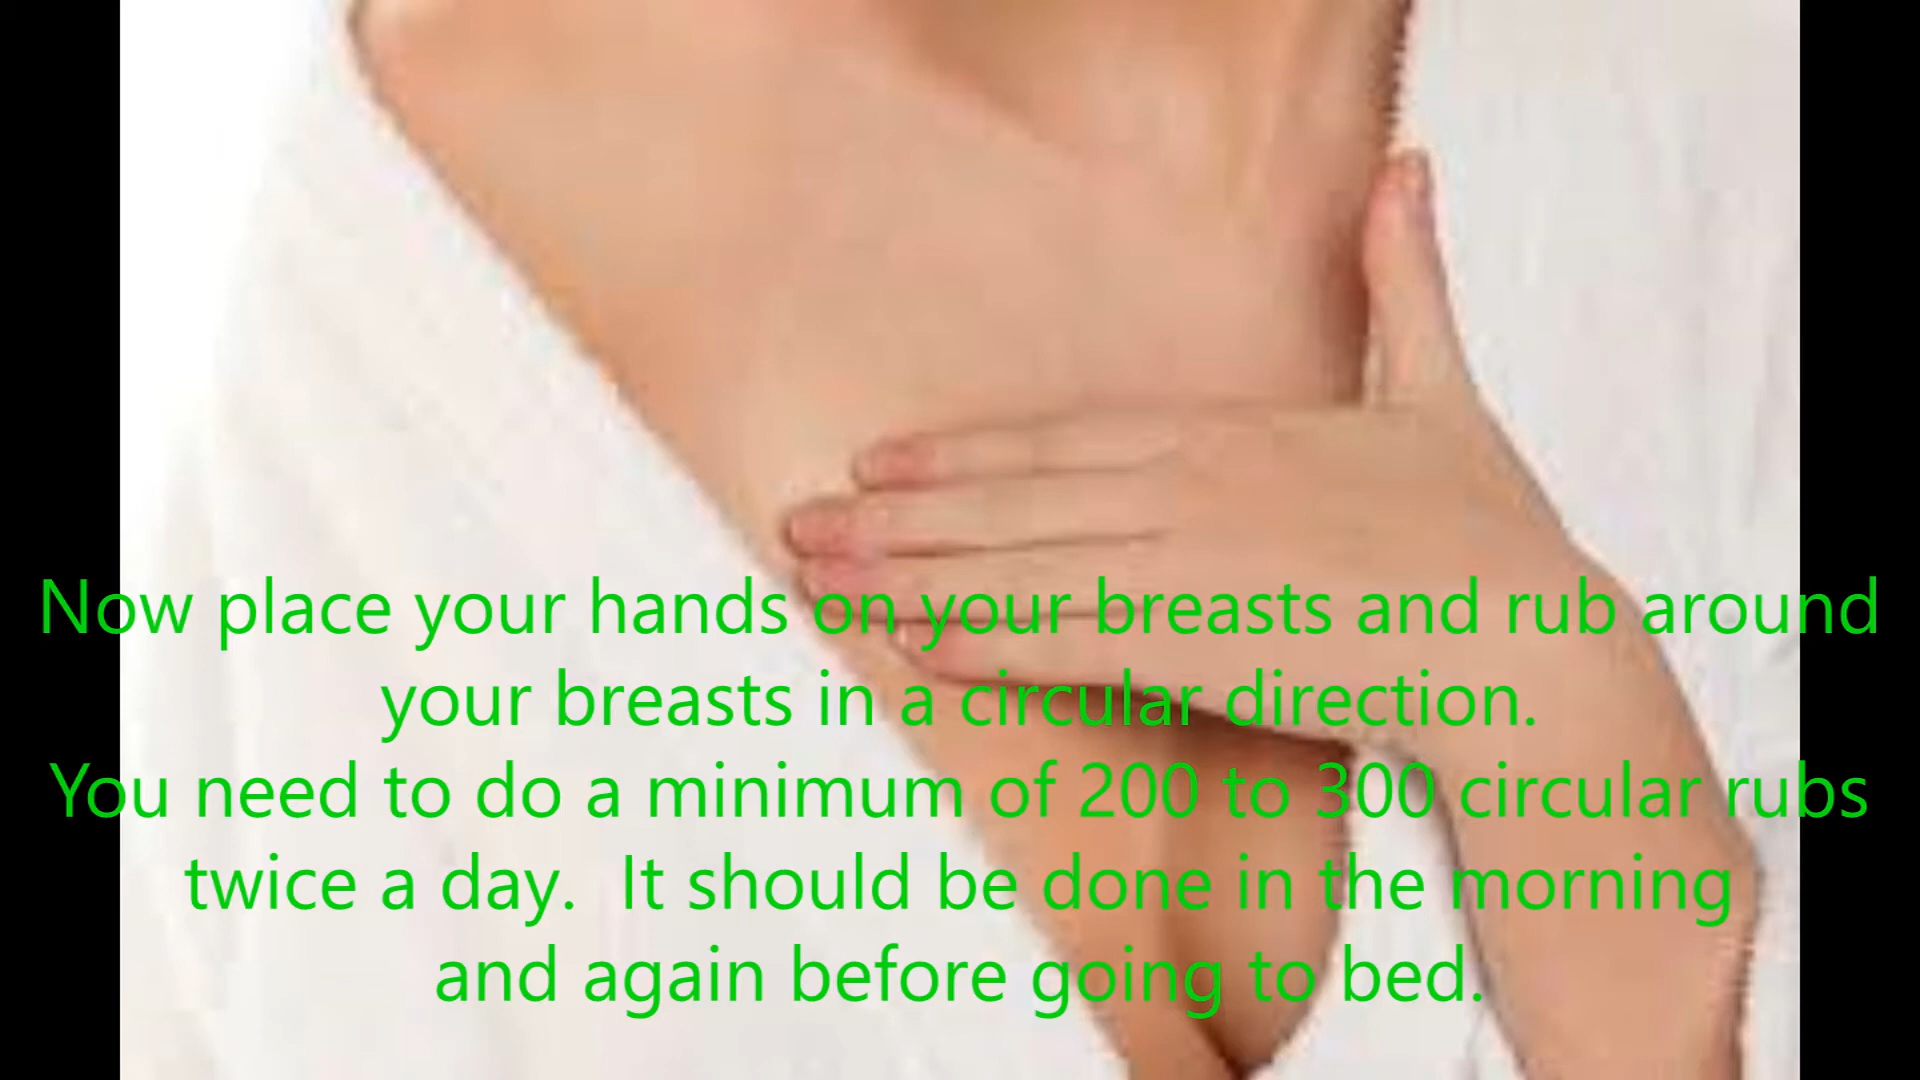 Now place your hands on your breasts and rub around
your breasts in a circular direction.
You need to do a minimum of 200 to 300 circular rubs
twice a day.  It should be done in the morning
and again before going to bed.